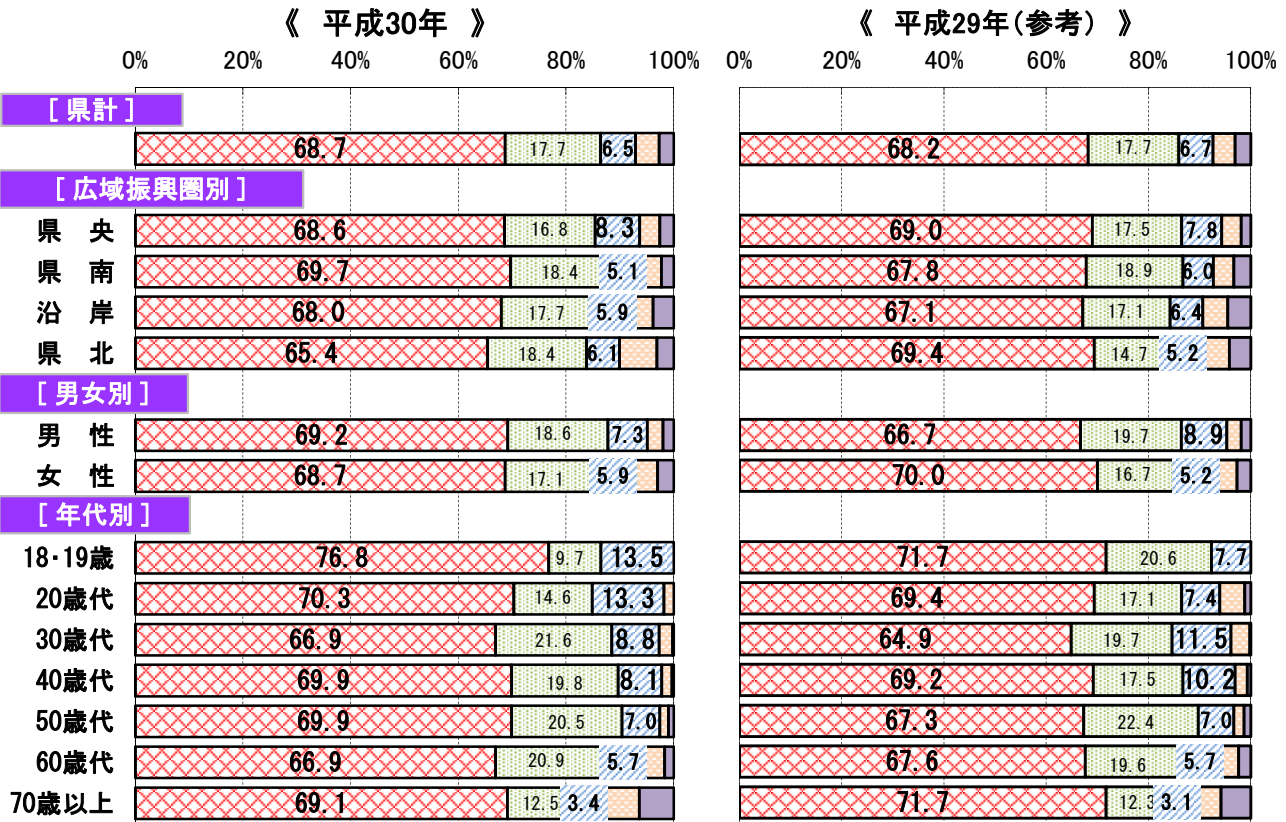 《 平成30年 》 《 平成29年(参考) 》
0% 20% 40% 60% 80% 100% 0% 20% 40% 60% 80% 100%
[ 県計 ]
68.7 17.7 6.5 68.2 17.7 6.7
[ 広域振興圏別 ]
県 央 68.6 16.8 8.3 69.0 17.5 7.8
県 南 69.7 18.4 5.1 67.8 18.9 6.0
沿 岸 68.0 17.7 5.9 67.1 17.1 6.4
県 北 65.4 18.4 6.1 69.4 14.7 5.2
[ 男女別 ]
男 性 69.2 18.6 7.3 66.7 19.7 8.9
女 性 68.7 17.1 5.9 70.0 16.7 5.2
[ 年代別 ]
18・19歳 76.8 9.7 13.5 71.7 20.6 7.7
20歳代 70.3 14.6 13.3 69.4 17.1 7.4
30歳代 66.9 21.6 8.8 64.9 19.7 11.5
40歳代 69.9 19.8 8.1 69.2 17.5 10.2
50歳代 69.9 20.5 7.0 67.3 22.4 7.0
60歳代 66.9 20.9 5.7 67.6 19.6 5.7
70歳以上 69.1 12.5 3.4 71.7 12.3 3.1